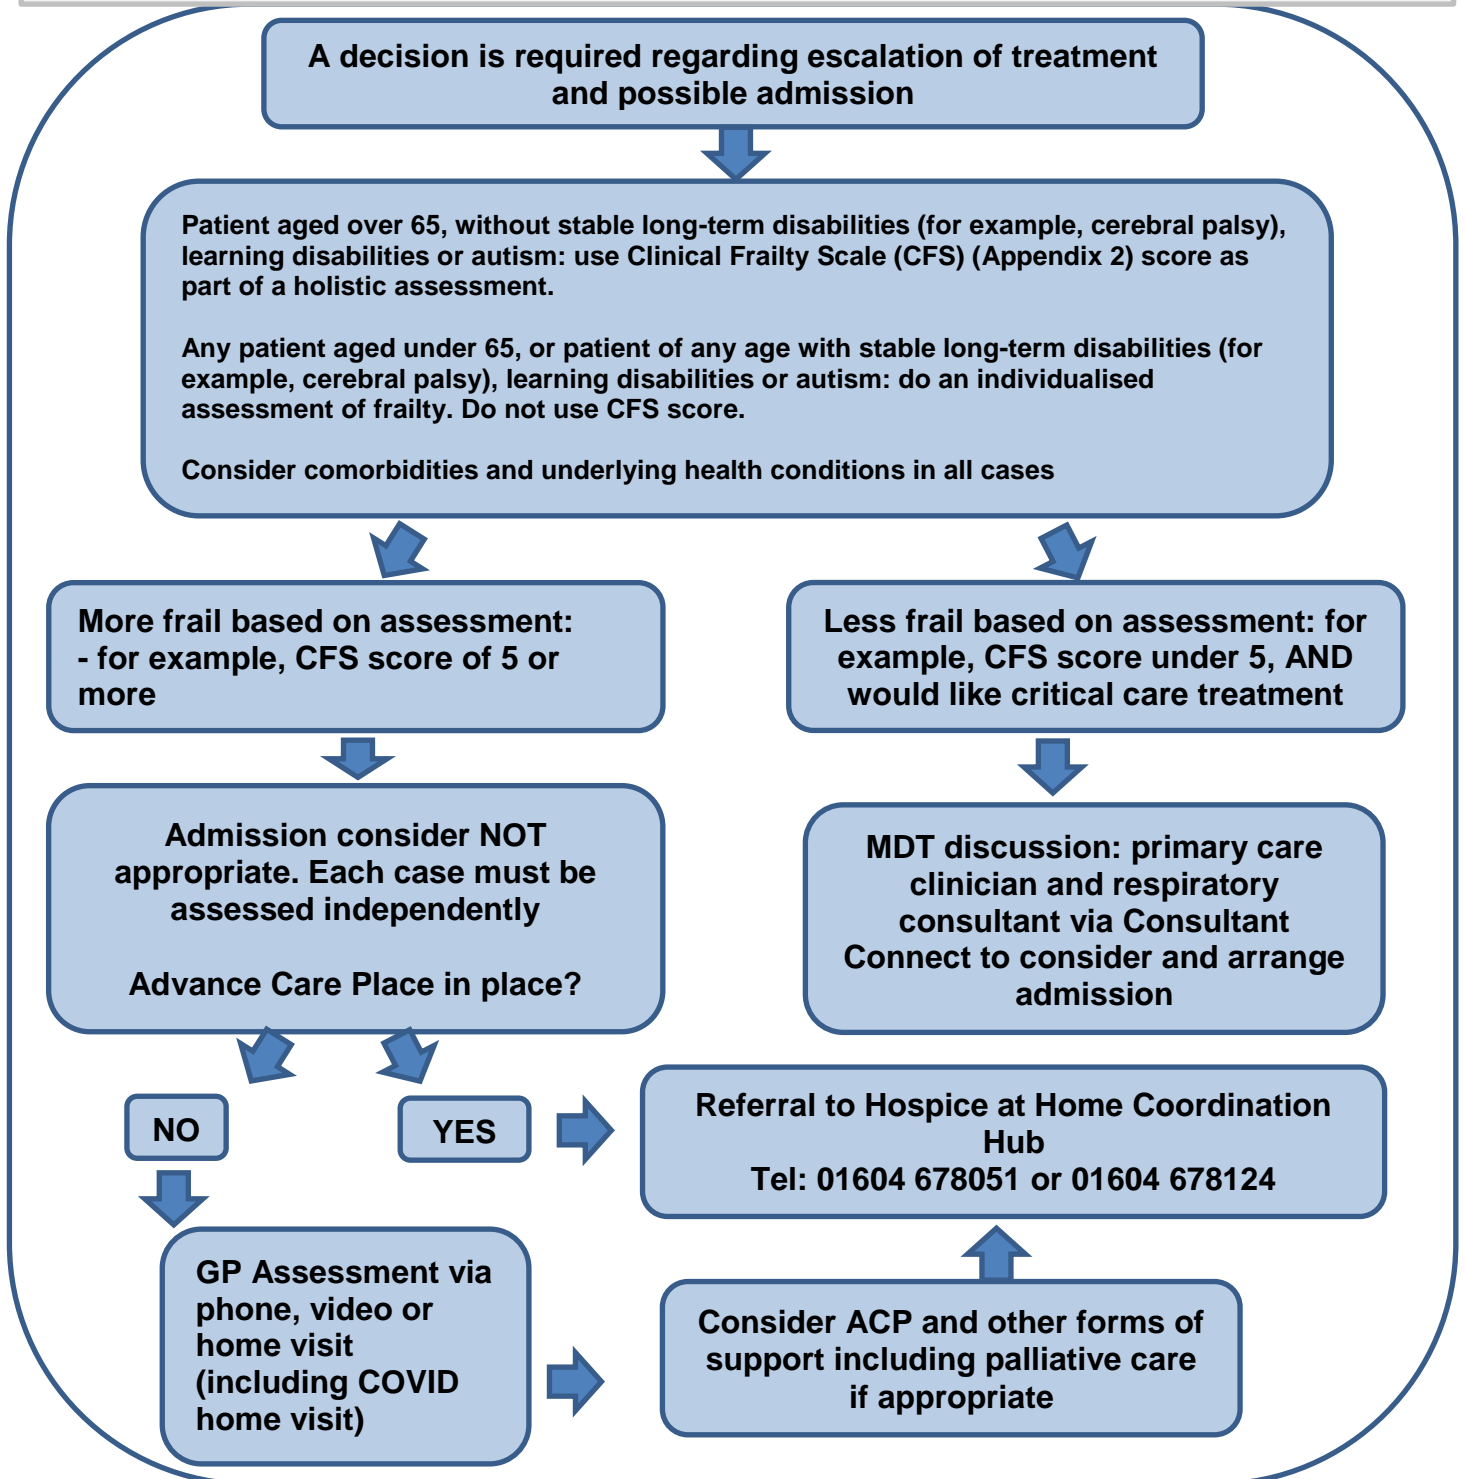 A decision is required regarding escalation of treatment
and possible admission
Patient aged over 65, without stable long-term disabilities (for example, cerebral palsy),
learning disabilities or autism: use Clinical Frailty Scale (CFS) (Appendix 2) score as
part of a holistic assessment.
Any patient aged under 65, or patient of any age with stable long-term disabilities (for
example, cerebral palsy), learning disabilities or autism: do an individualised
assessment of frailty. Do not use CFS score.
Consider comorbidities and underlying health conditions in all cases
More frail based on assessment:
- for example, CFS score of 5 or
more
Less frail based on assessment: for
example, CFS score under 5, AND
would like critical care treatment
Admission consider NOT
appropriate. Each case must be
assessed independently
Advance Care Place in place?
MDT discussion: primary care
clinician and respiratory
consultant via Consultant
Connect to consider and arrange
admission
NO
YES
Referral to Hospice at Home Coordination
Hub
Tel: 01604 678051 or 01604 678124
GP Assessment via
phone, video or
home visit
(including COVID
home visit)
Consider ACP and other forms of
support including palliative care
if appropriate